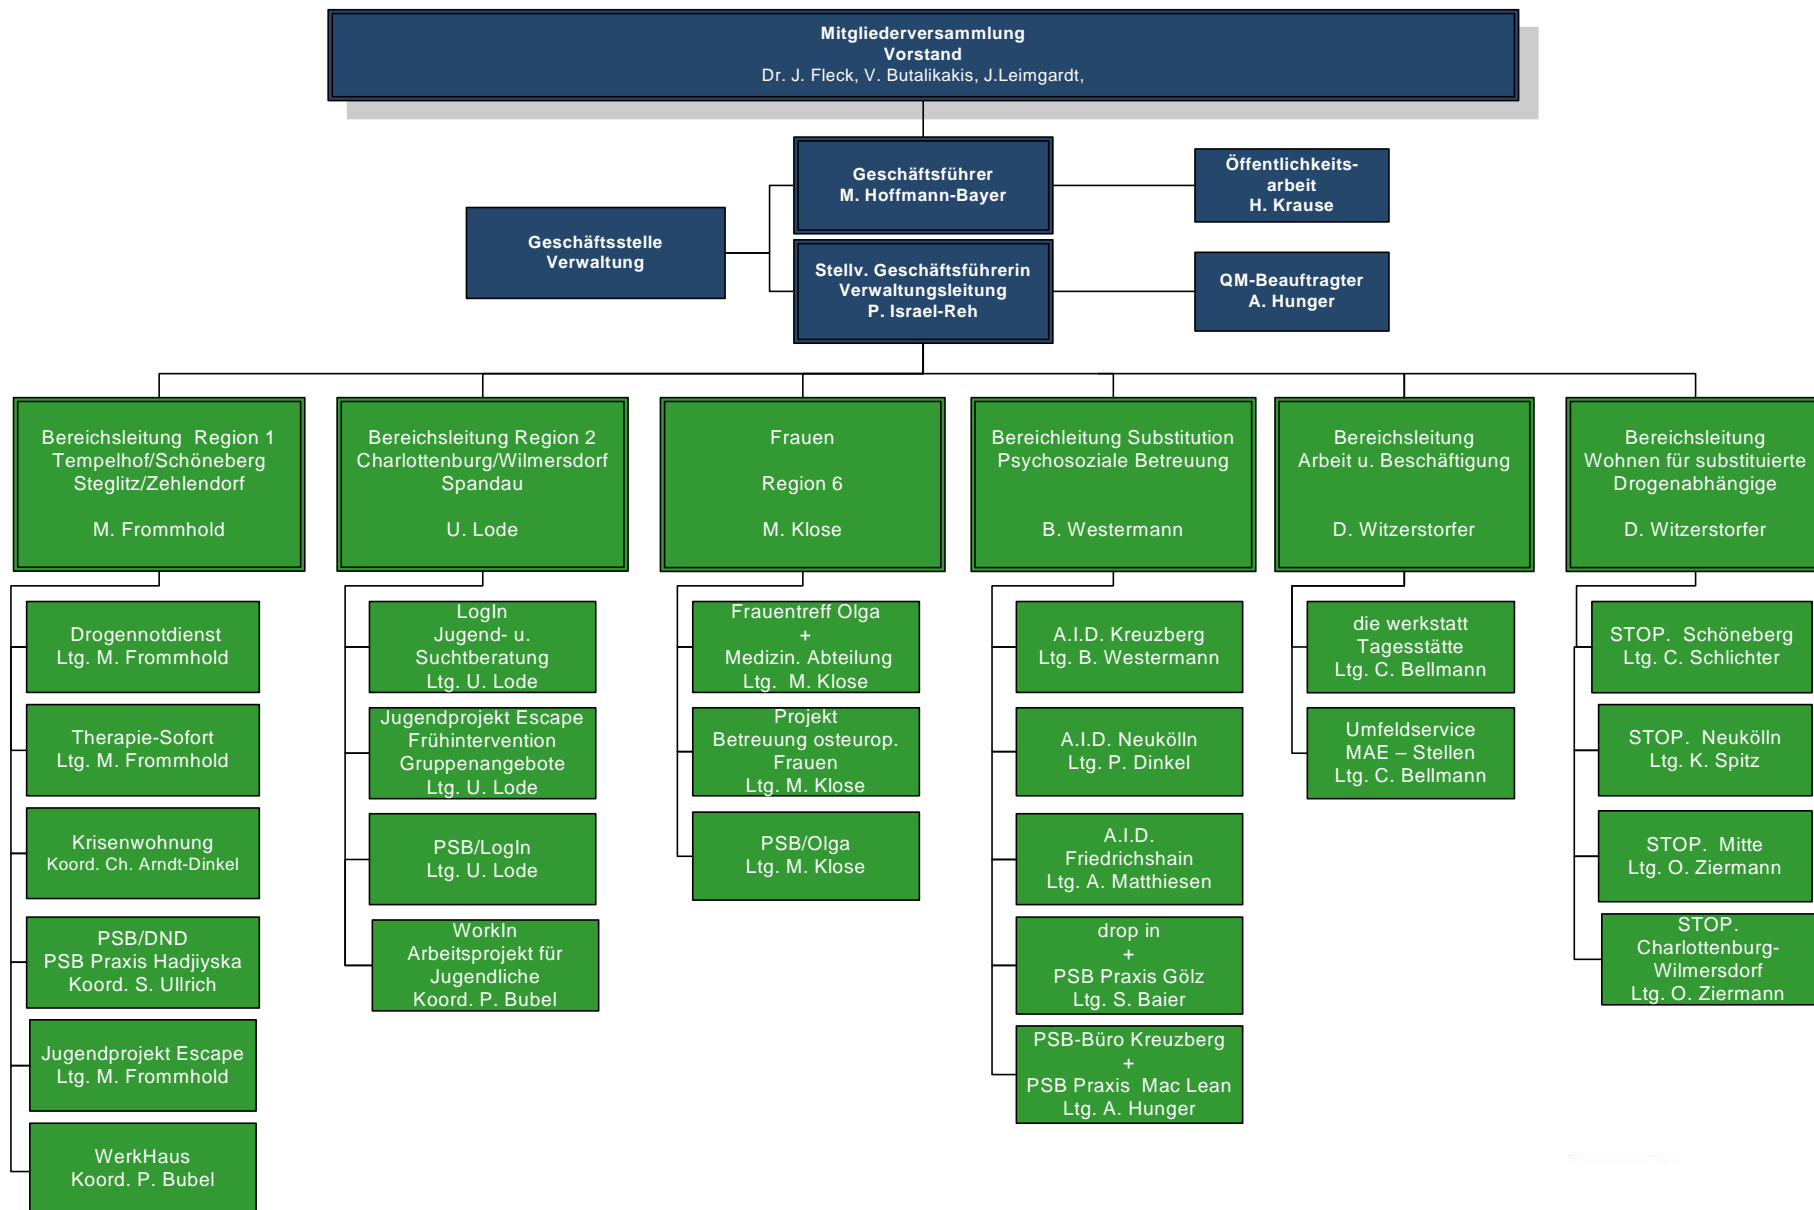 Mitgliederversammlung
Vorstand
Dr. J. Fleck, V. Butalikakis, J.Leimgardt,
Geschäftsführer
M. Hoffmann-Bayer
Öffentlichkeits-
arbeit
H. Krause
Geschäftsstelle
Verwaltung
Stellv. Geschäftsführerin
Verwaltungsleitung
P. Israel-Reh
QM-Beauftragter
A. Hunger
Bereichsleitung Region 1
Tempelhof/Schöneberg
Steglitz/Zehlendorf
M. Frommhold
Bereichsleitung Region 2
Charlottenburg/Wilmersdorf
Spandau
U. Lode
Frauen
Region 6
M. Klose
Bereichleitung Substitution
Psychosoziale Betreuung
B. Westermann
Bereichsleitung
Arbeit u. Beschäftigung
D. Witzerstorfer
Bereichsleitung
Wohnen für substituierte
Drogenabhängige
D. Witzerstorfer
Drogennotdienst
Ltg. M. Frommhold
Therapie-Sofort
Ltg. M. Frommhold
Krisenwohnung
Koord. Ch. Arndt-Dinkel
PSB/DND
PSB Praxis Hadjiyska
Koord. S. Ullrich
Jugendprojekt Escape
Ltg. M. Frommhold
WerkHaus
Koord. P. Bubel
LogIn
Jugend- u.
Suchtberatung
Ltg. U. Lode
Jugendprojekt Escape
Frühintervention
Gruppenangebote
Ltg. U. Lode
PSB/LogIn
Ltg. U. Lode
WorkIn
Arbeitsprojekt für
Jugendliche
Koord. P. Bubel
Frauentreff Olga
+
Medizin. Abteilung
Ltg. M. Klose
Projekt
Betreuung osteurop.
Frauen
Ltg. M. Klose
PSB/Olga
Ltg. M. Klose
A.I.D. Kreuzberg
Ltg. B. Westermann
A.I.D. Neukölln
Ltg. P. Dinkel
A.I.D.
Friedrichshain
Ltg. A. Matthiesen
drop in
+
PSB Praxis Gölz
Ltg. S. Baier
PSB-Büro Kreuzberg
+
PSB Praxis Mac Lean
Ltg. A. Hunger
die werkstatt
Tagesstätte
Ltg. C. Bellmann
Umfeldservice
MAE – Stellen
Ltg. C. Bellmann
STOP. Schöneberg
Ltg. C. Schlichter
STOP. Neukölln
Ltg. K. Spitz
STOP. Mitte
Ltg. O. Ziermann
STOP.
Charlottenburg-
Wilmersdorf
Ltg. O. Ziermann